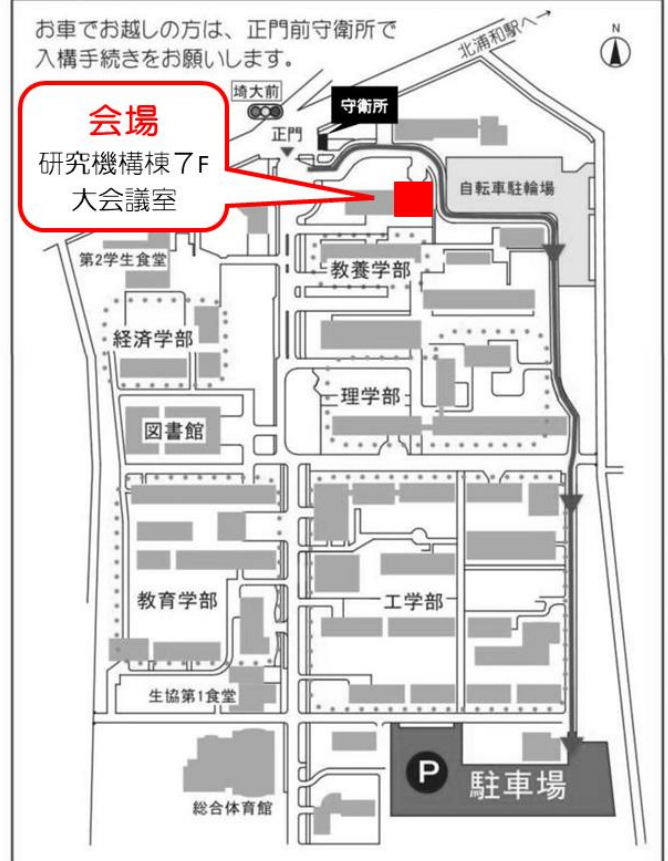 お車でお越しの方は、正門前守衛所で
入構手続きをお願いします。
北浦和駅へ→
N
埼大前
守衛所
正門
会場
研究機構棟７F
大会議室
自転車駐輪場
第2学生食堂
教養学部
経済学部
理学部
図書館
教育学部
工学部
生協第1食堂
P
駐車場
総合体育館